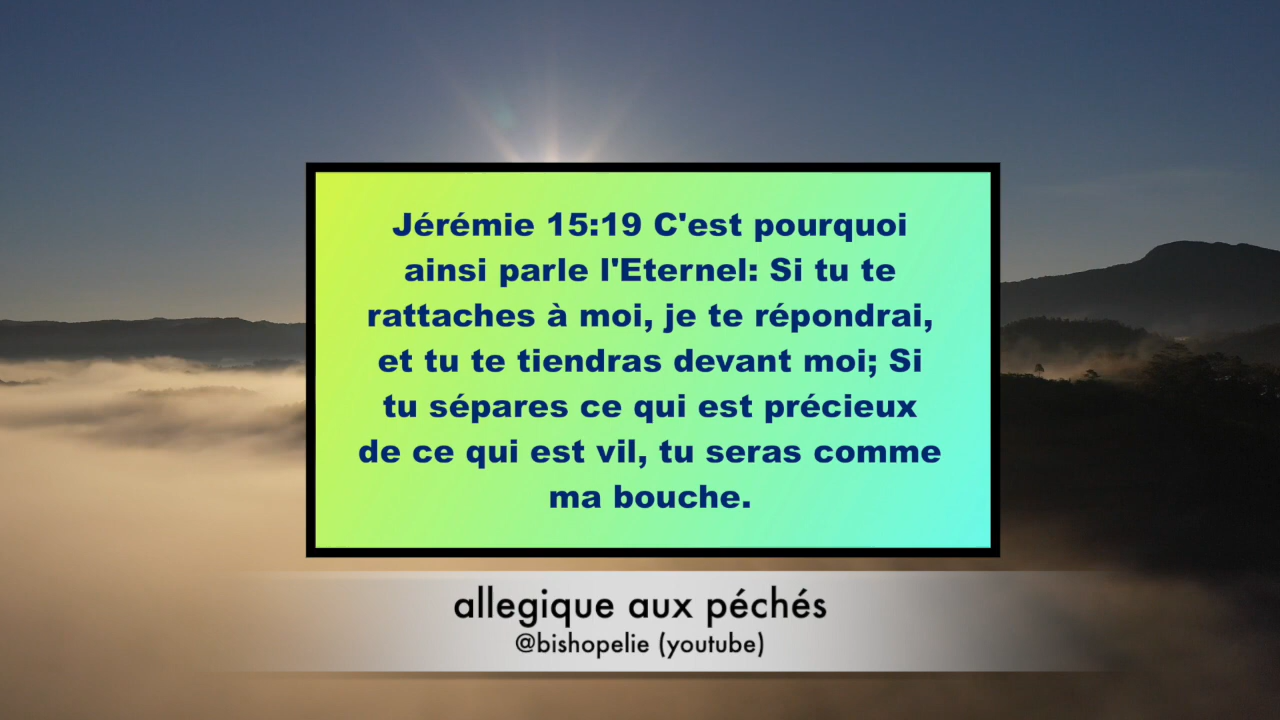 Jérémie 15:19 C'est pourquoi
ainsi parle l'Eternel: Si tu te
rattaches à moi, je te répondrai,
et tu te tiendras devant moi; Si
tu sépares ce qui est précieux
de ce qui est vil, tu seras comme
ma bouche.
allegique aux péchés
@bishopelie (youtube)